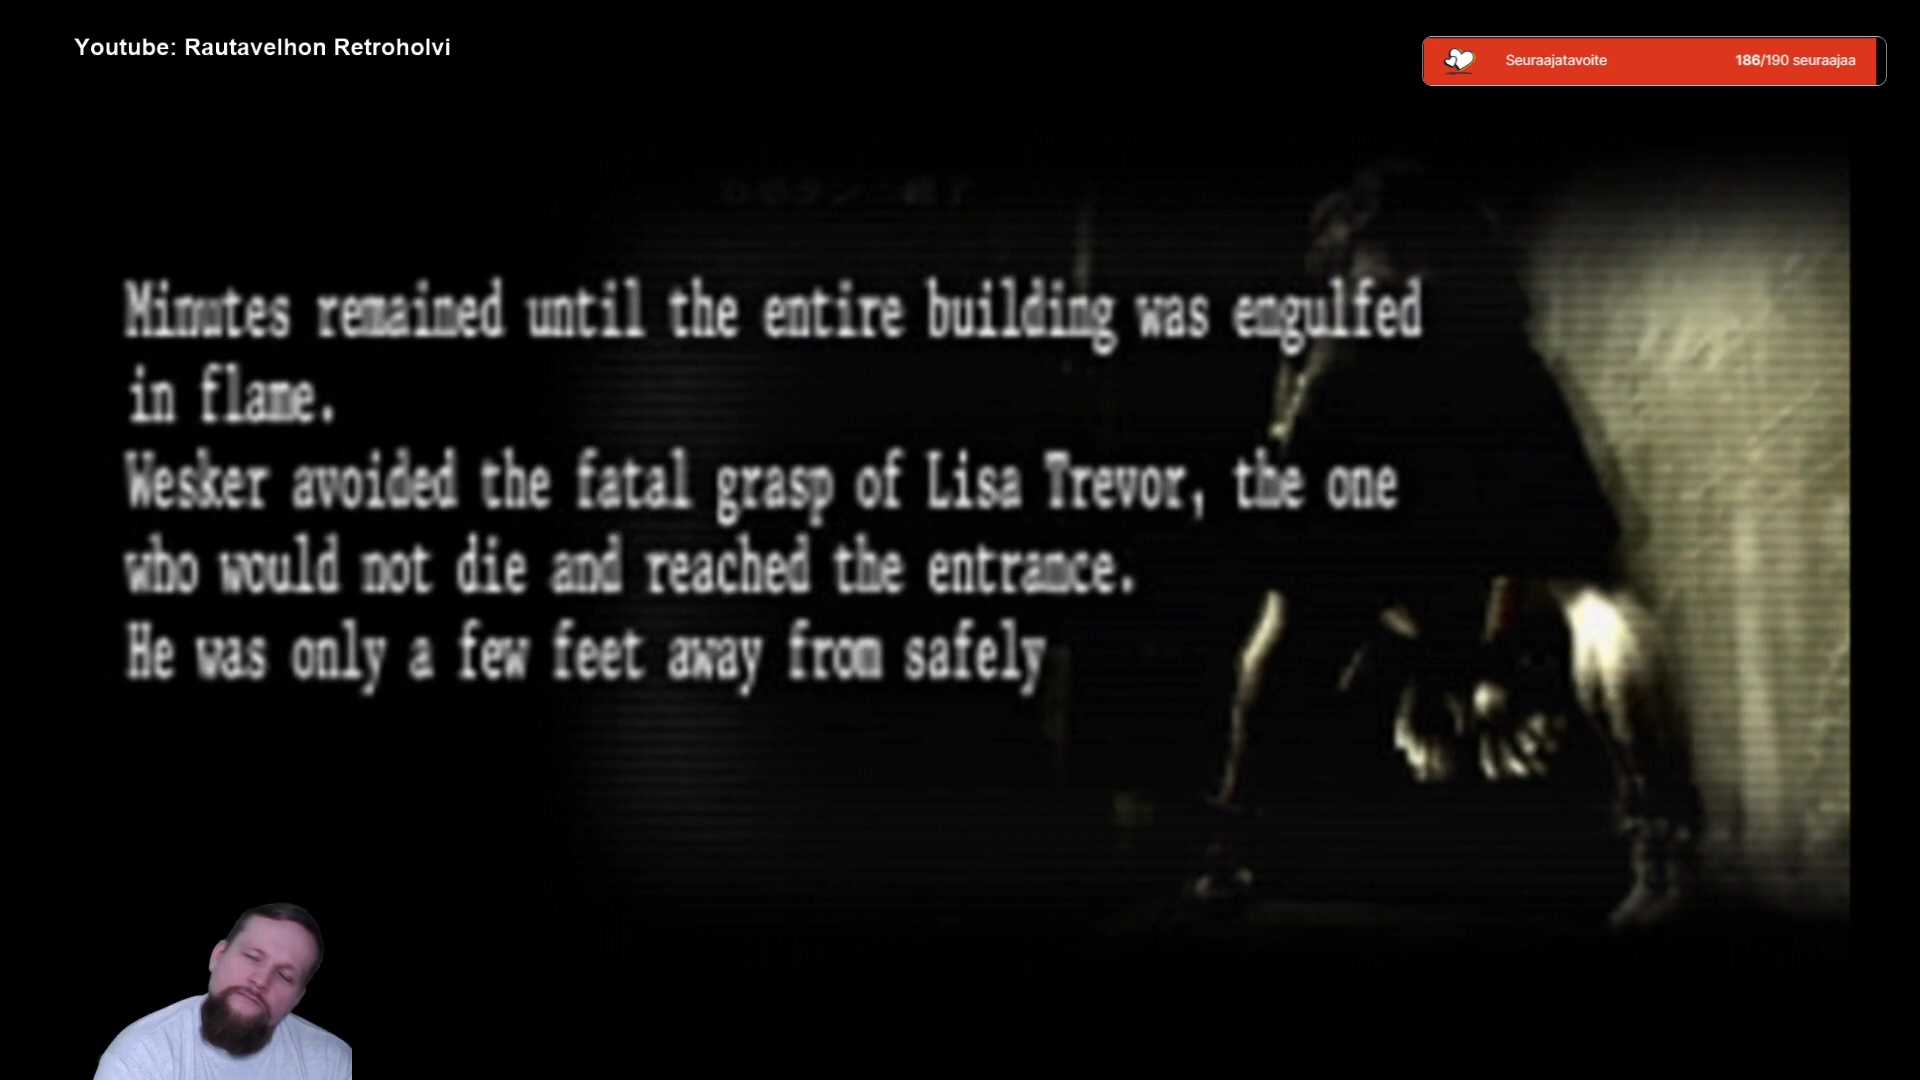 Youtube: Rautavelhon Retroholvi
Seuraajatavoite
186/190 seuraajaa
Minutes remained until the entire building was engulfed
in flame.
Wesker avoided the fatal grasp of Lisa Trevor, the one
who would not die and reached the entrance.
He was only a few feet away from safely